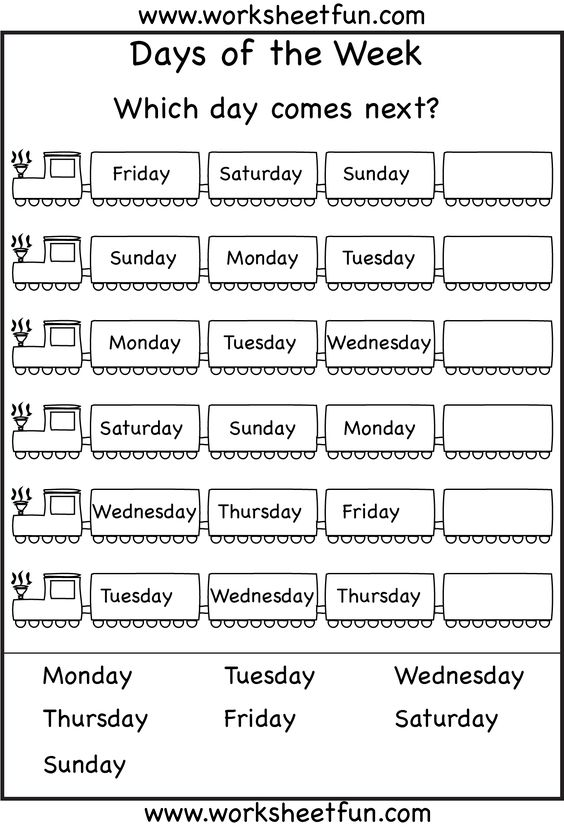 www.worksheetfun.com
Days of the Week
Which day comes next?
Friday Saturday Sunday
Sunday Monday Tuesday
Monday Tuesday Wednesday
Saturday Sunday Monday
Wednesday Thursday Friday
Tuesday Wednesday Thursday
Monday Tuesday Wednesday
Thursday Friday Saturday
Sunday
www.worksheetfun.com